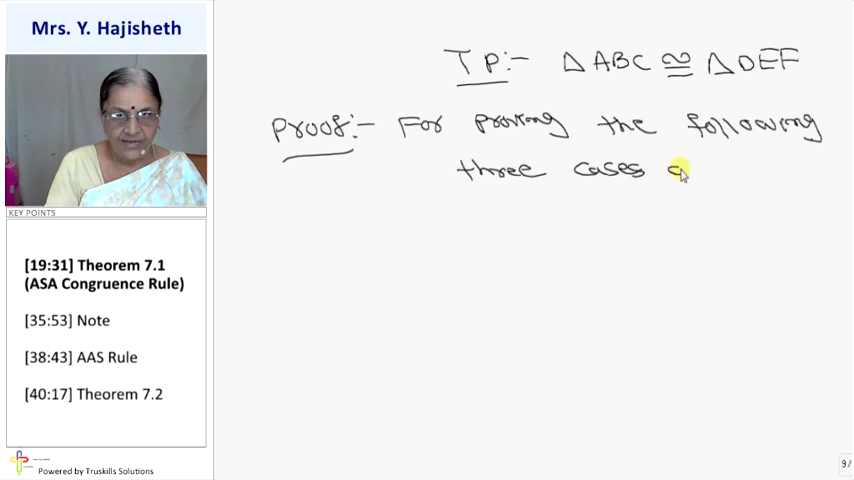 Mrs. Y. Hajisheth
KEY POINTS
[19:31] Theorem 7.1
(ASA Congruence Rule)
[35:53] Note
[38:43] AAS Rule
[40:17] Theorem 7.2
Powered by Truskills Solutions
TP:- △ABC ≅ △DEF
Proof:- For proving the following
three cases a
9/